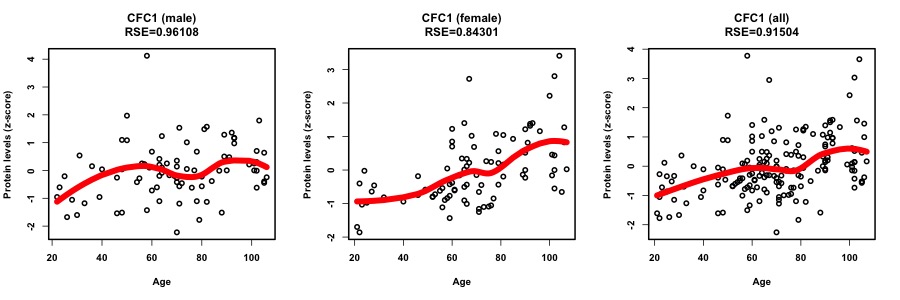 CFC1 (male)
RSE=0.96108
Protein levels (z-score)
4
3
2
1
0
-1
-2
20 40 60 80 100
Age
CFC1 (female)
RSE=0.84301
Protein levels (z-score)
3
2
1
0
-1
-2
20 40 60 80 100
Age
CFC1 (all)
RSE=0.91504
Protein levels (z-score)
4
3
2
1
0
-1
-2
20 40 60 80 100
Age